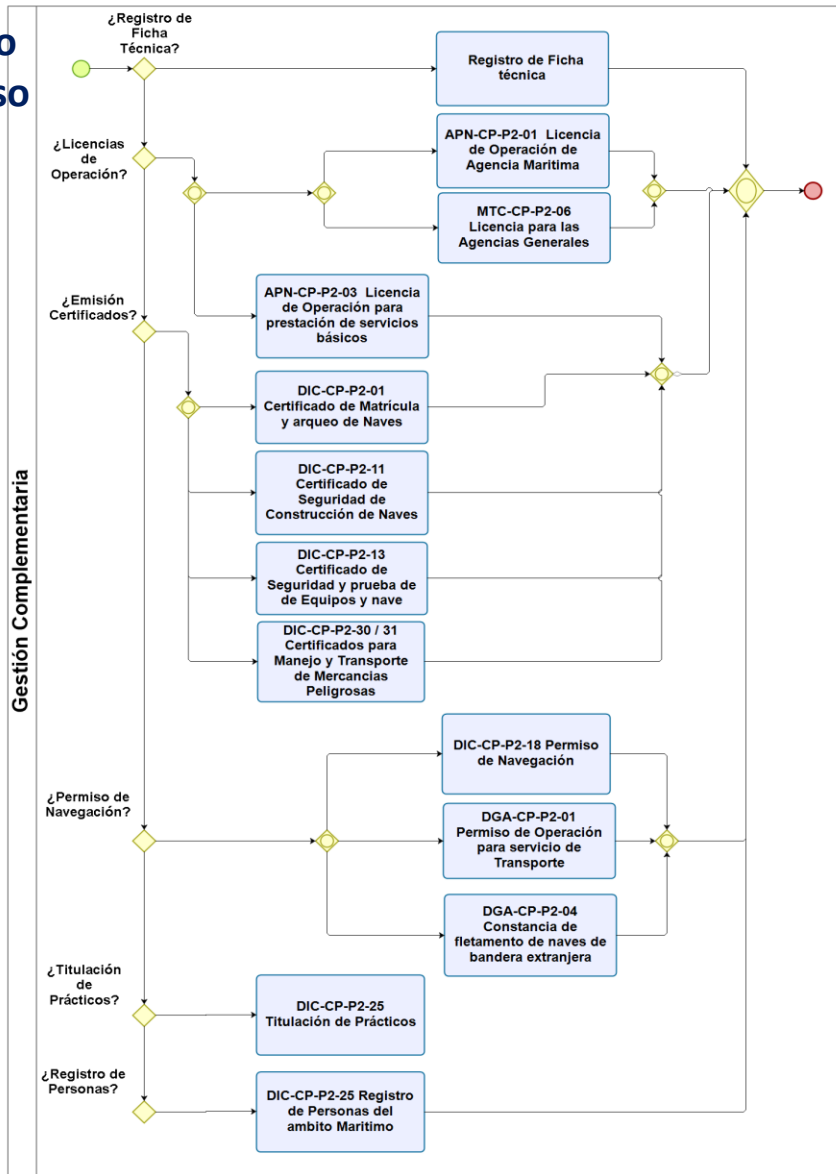 o
so
¿Registro de
Ficha
Técnica?
Registro de Ficha
técnica
¿Licencias
de
Operación?
APN-CP-P2-01 Licencia
de Operación de
Agencia Maritima
MTC-CP-P2-06
Licencia para las
Agencias Generales
¿Emisión
Certificados?
APN-CP-P2-03 Licencia
de Operación para
prestación de servicios
básicos
DIC-CP-P2-01
Certificado de Matrícula
y arqueo de Naves
DIC-CP-P2-11
Certificado de
Seguridad de
Construcción de Naves
DIC-CP-P2-13
Certificado de
Seguridad y prueba de
de Equipos y nave
DIC-CP-P2-30 / 31
Certificados para
Manejo y Transporte
de Mercancias
Peligrosas
Gestión Complementaria
¿Permiso de
Navegación?
DIC-CP-P2-18 Permiso
de Navegación
DGA-CP-P2-01
Permiso de Operación
para servicio de
Transporte
DGA-CP-P2-04
Constancia de
fletamento de naves de
bandera extranjera
¿Titulación
de
Prácticos?
DIC-CP-P2-25
Titulación de Prácticos
¿Registro de
Personas?
DIC-CP-P2-25 Registro
de Personas del
ambito Maritimo